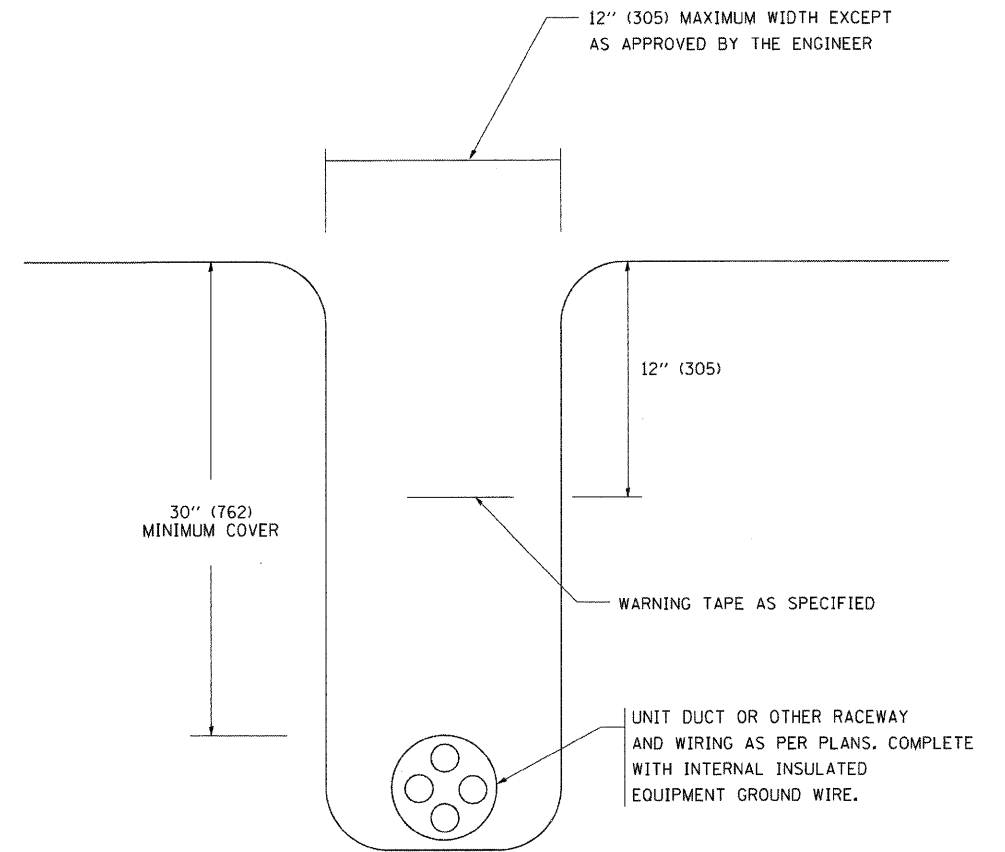 12" (305) MAXIMUM WIDTH EXCEPT
AS APPROVED BY THE ENGINEER
12" (305)
30" (762)
MINIMUM COVER
WARNING TAPE AS SPECIFIED
UNIT DUCT OR OTHER RACEWAY
AND WIRING AS PER PLANS. COMPLETE
WITH INTERNAL INSULATED
EQUIPMENT GROUND WIRE.